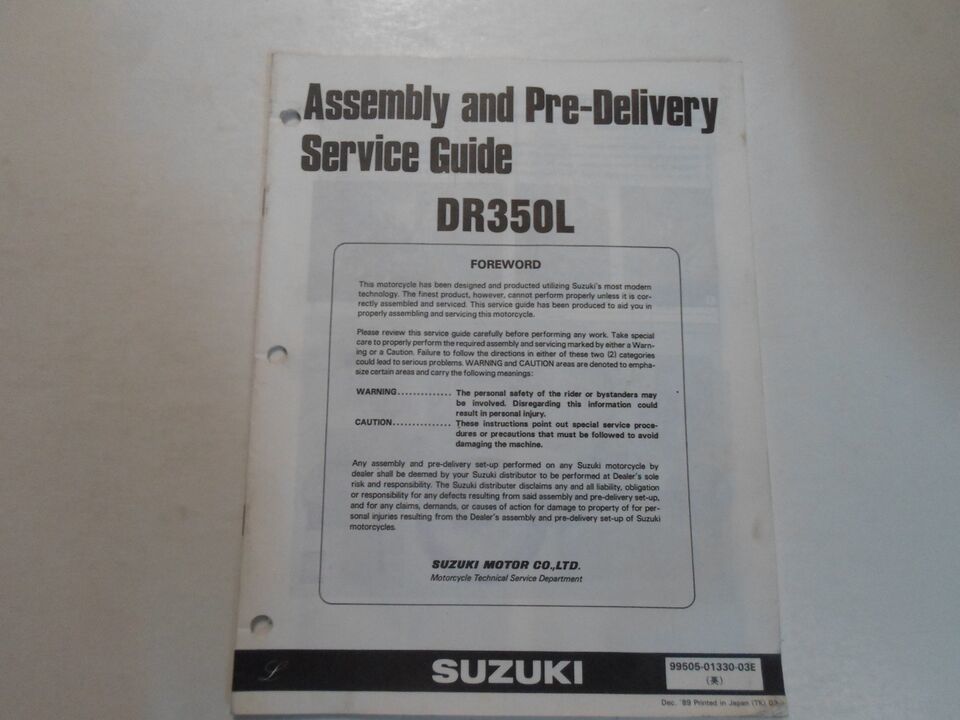 Assembly and Pre-Delivery
Service Guide
DR350L
FOREWORD
This motorcycle has been designed and producted utilizing Suzuki's most modern
technology. The finest product, however, cannot perform properly unless it is cor-
rectly assembled and serviced. This service guide has been produced to aid you in
properly assembling and servicing this motorcycle.
Please review this service guide carefully before performing any work. Take special
care to properly perform the required assembly and servicing marked by either a Warn-
ing or a Caution. Failure to follow the directions in either of these two (2) categories
could lead to serious problems. WARNING and CAUTION areas are denoted to empha-
size certain areas and carry the following meanings:
WARNING.............. The personal safety of the rider or bystanders may
be involved. Disregarding this information could
result in personal injury.
CAUTION............... These instructions point out special service proce-
dures or precautions that must be followed to avoid
damaging the machine.
Any assembly and pre-delivery set-up performed on any Suzuki motorcycle by
dealer shall be deemed by your Suzuki distributor to be performed at Dealer's sole
risk and responsibility. The Suzuki distributer disclaims any and all liability, obligation
or responsibility for any defects resulting from said assembly and pre-delivery set-up,
and for any claims, demands, or causes of action for damage to property of for per-
sonal injuries resulting from the Dealer's assembly and pre-delivery set-up of Suzuki
motorcycles.
SUZUKI MOTOR CO.,LTD.
Motorcycle Technical Service Department
L
SUZUKI
99505-01330-03E
(英)
Dec. '89 Printed in Japan (TK)